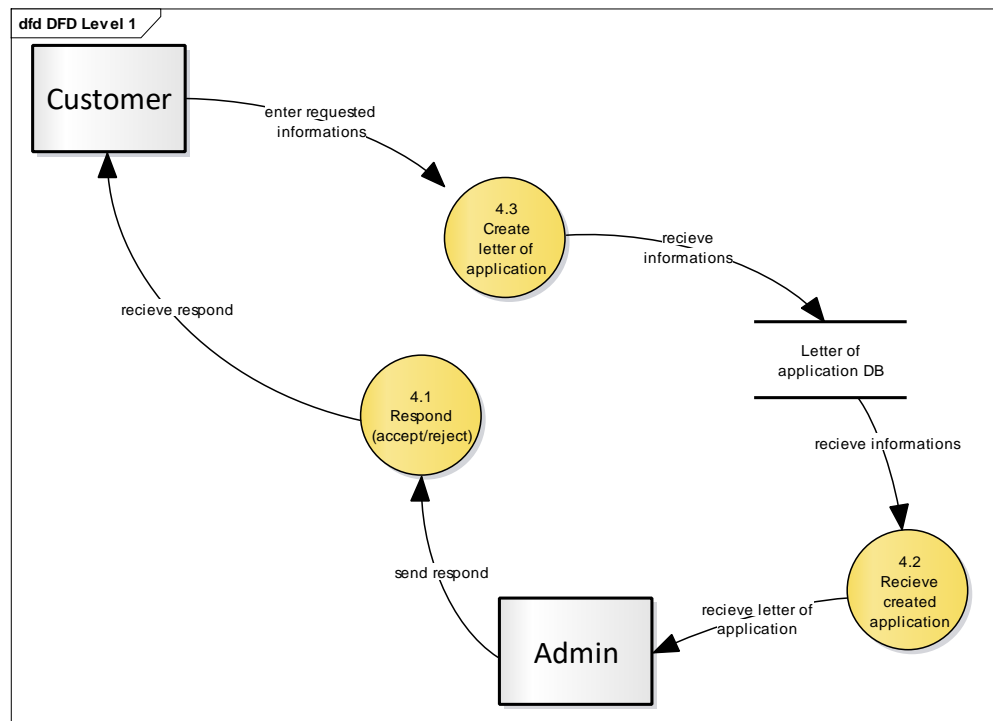 dfd DFD Level 1
Customer
enter requested
informations
4.3
Create
letter of
application
recieve
informations
recieve respond
Letter of
application DB
4.1
Respond
(accept/reject)
recieve informations
send respond
4.2
Recieve
created
application
recieve letter of
application
Admin